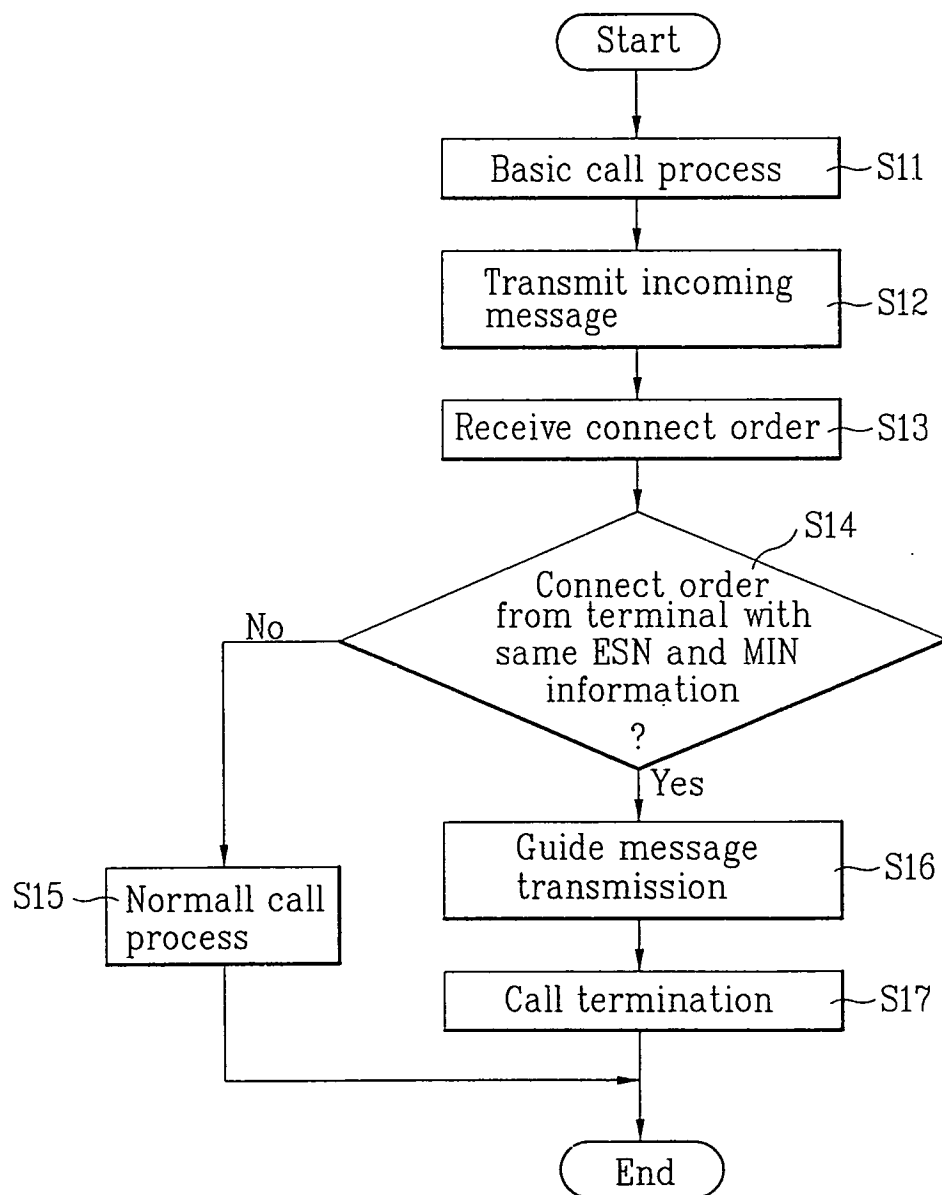 Start
Basic call process
S11
Transmit incoming
message
S12
Receive connect order
S13
S14
Connect order
from terminal with
same ESN and MIN
information
?
No
Yes
Guide message
transmission
S16
S15
Normall call
process
Call termination
S17
End